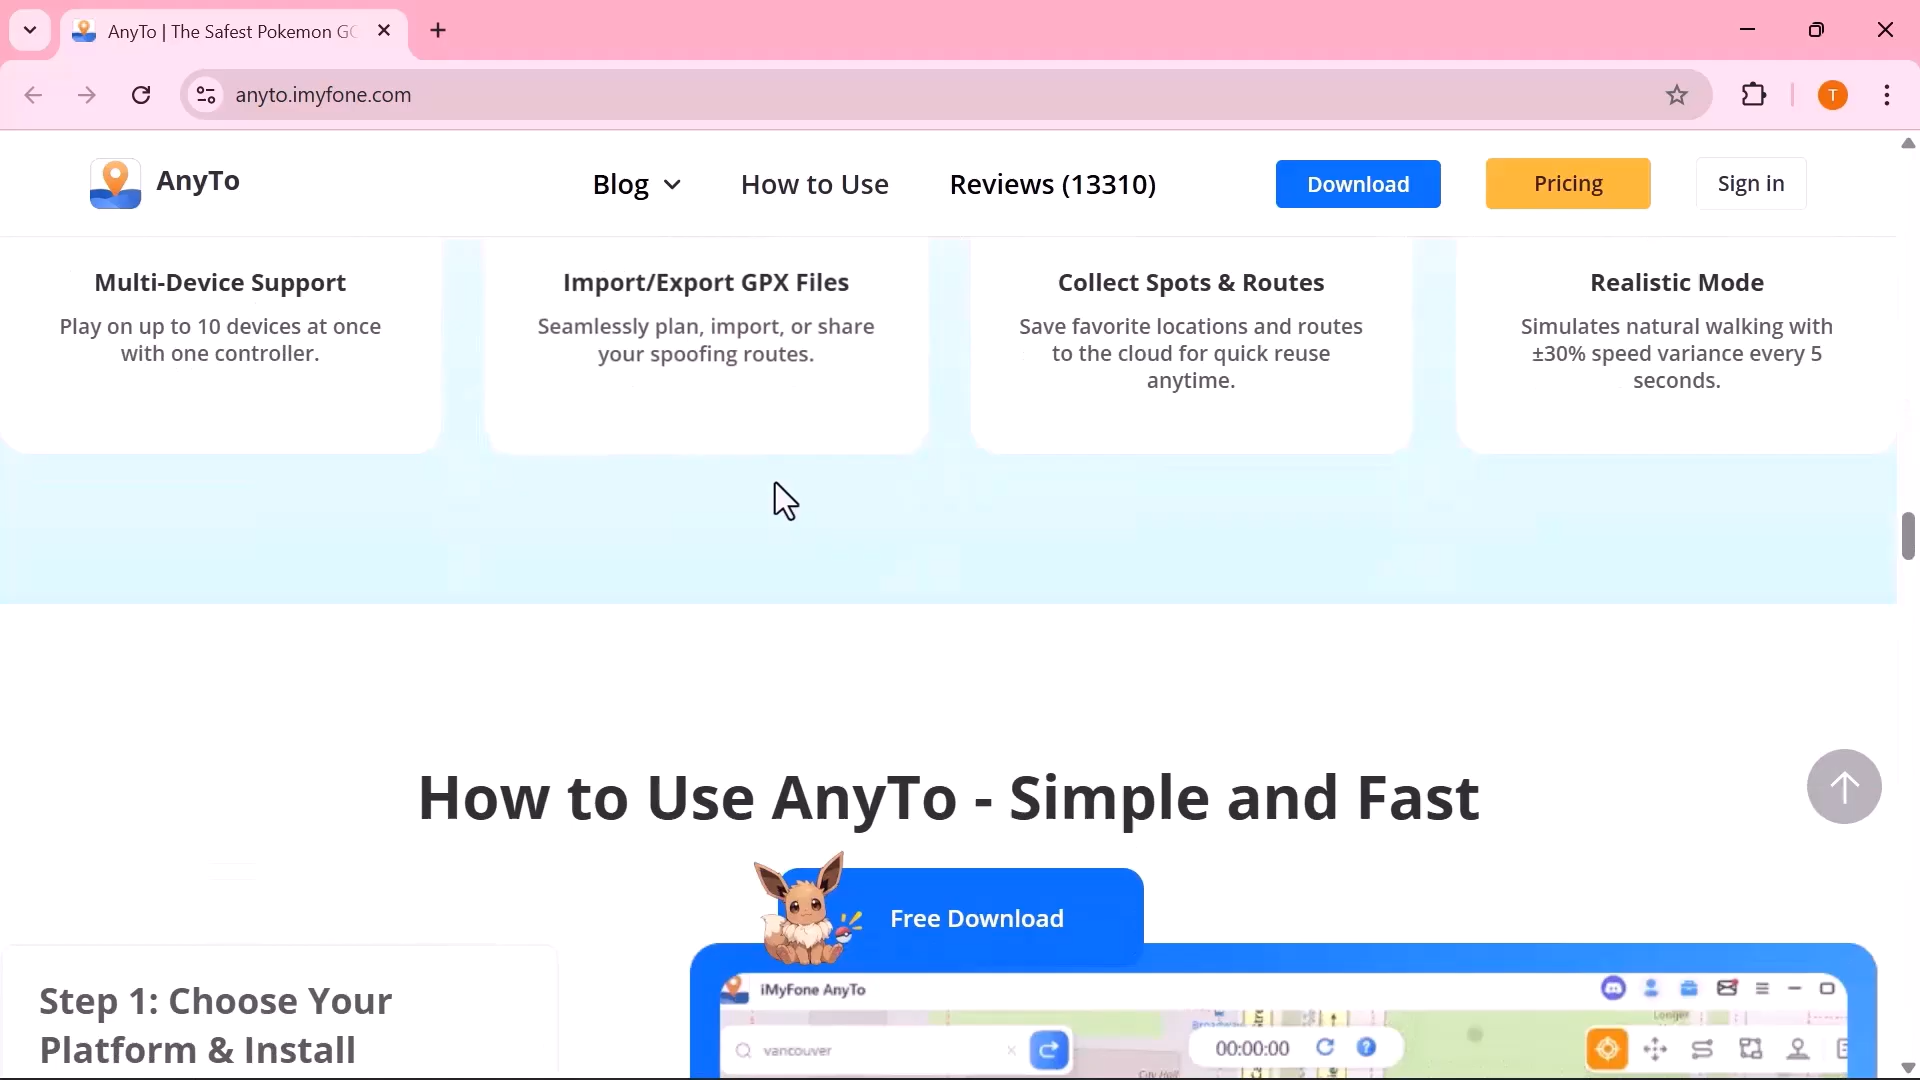 AnyTo | The Safest Pokemon GO
anyto.imyfone.com
T
AnyTo
Blog
How to Use
Reviews (13310)
Download
Pricing
Sign in
Multi-Device Support
Play on up to 10 devices at once
with one controller.
Import/Export GPX Files
Seamlessly plan, import, or share
your spoofing routes.
Collect Spots & Routes
Save favorite locations and routes
to the cloud for quick reuse
anytime.
Realistic Mode
Simulates natural walking with
±30% speed variance every 5
seconds.
How to Use AnyTo - Simple and Fast
Free Download
Step 1: Choose Your
Platform & Install
iMyFone AnyTo
vancouver
00:00:00
City Hall